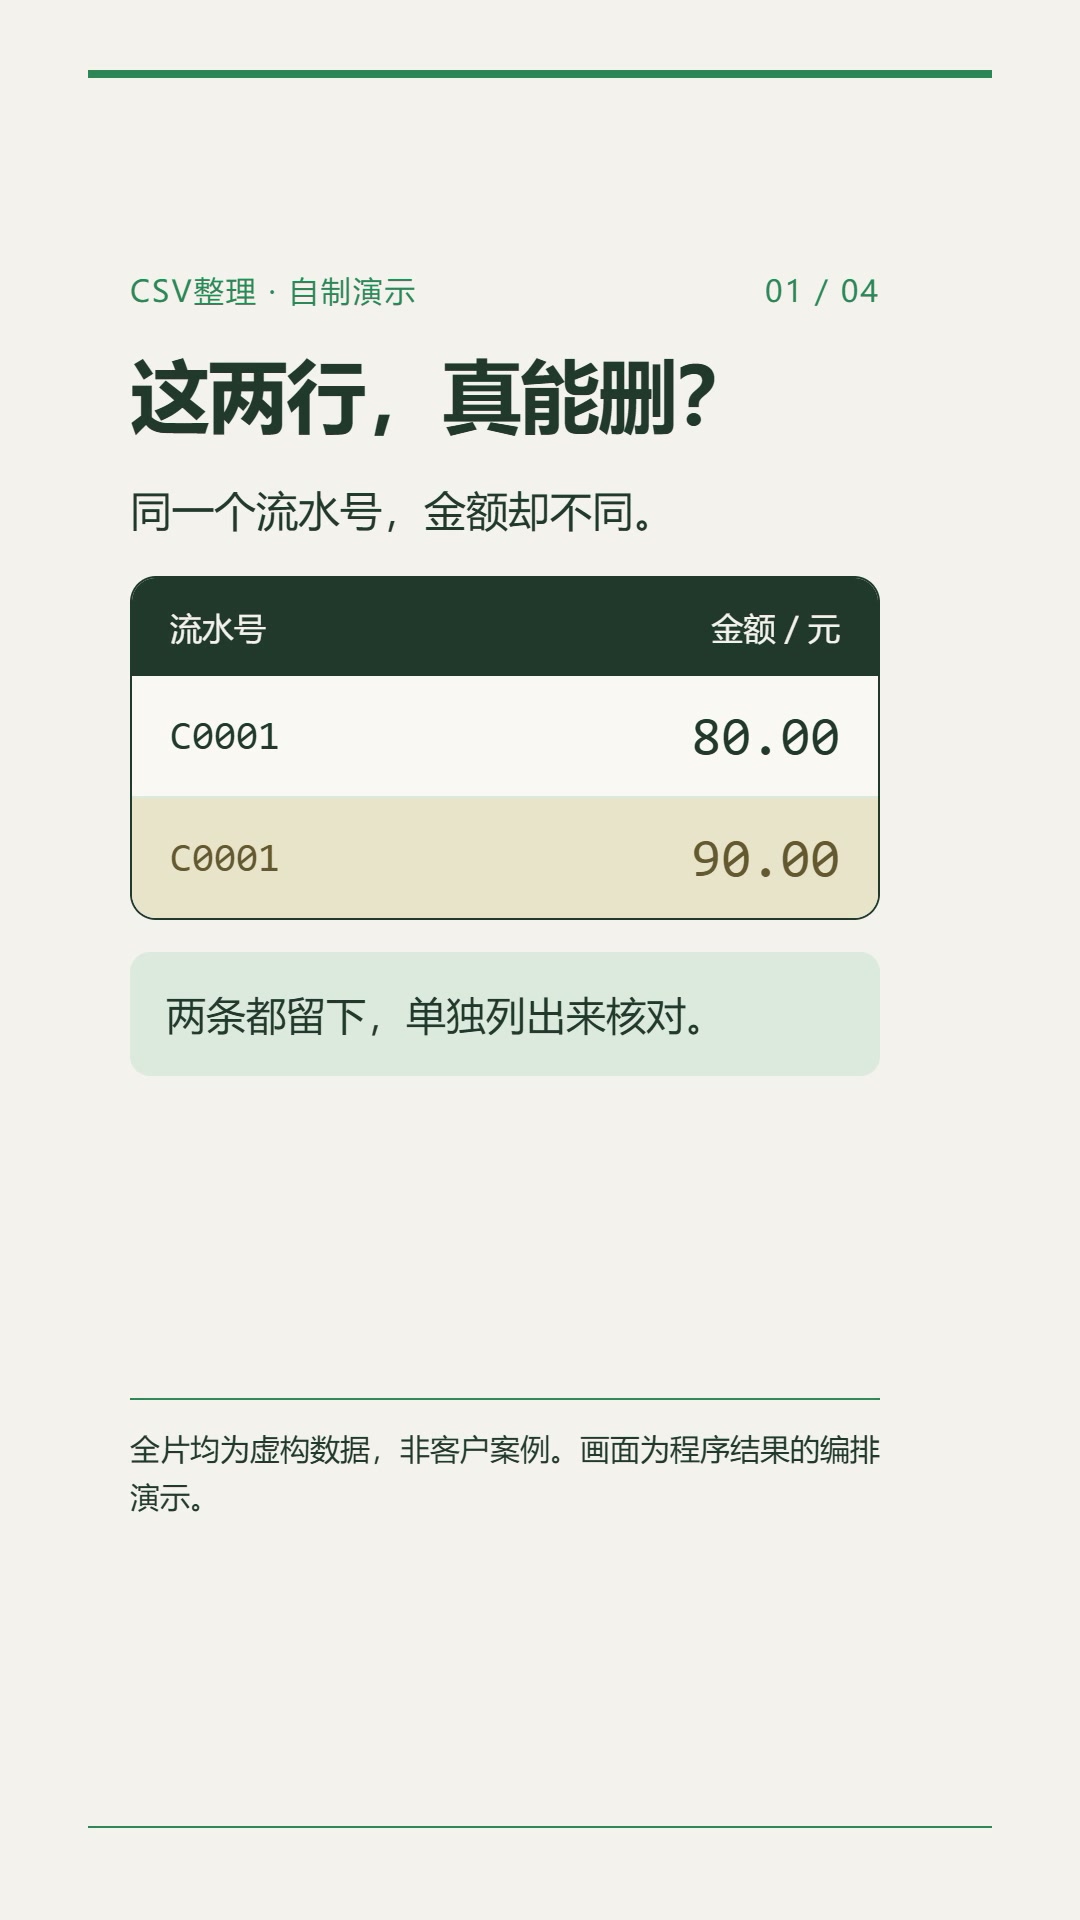 CSV整理 · 自制演示 01 / 04
这两行，真能删？
同一个流水号，金额却不同。
流水号 金额 / 元
C0001 80.00
C0001 90.00
两条都留下，单独列出来核对。
全片均为虚构数据，非客户案例。画面为程序结果的编排
演示。